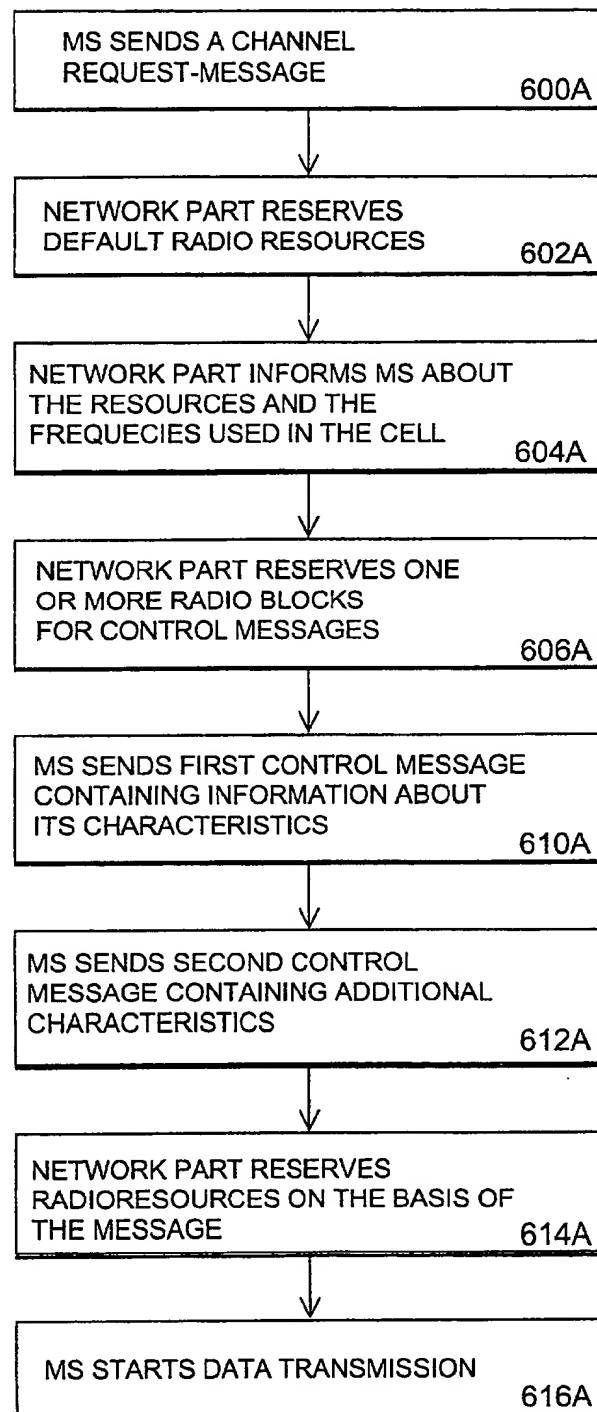 MS SENDS A CHANNEL
REQUEST-MESSAGE
600A
NETWORK PART RESERVES
DEFAULT RADIO RESOURCES
602A
NETWORK PART INFORMS MS ABOUT
THE RESOURCES AND THE
FREQUECIES USED IN THE CELL
604A
NETWORK PART RESERVES ONE
OR MORE RADIO BLOCKS
FOR CONTROL MESSAGES
606A
MS SENDS FIRST CONTROL MESSAGE
CONTAINING INFORMATION ABOUT
ITS CHARACTERISTICS
610A
MS SENDS SECOND CONTROL
MESSAGE CONTAINING ADDITIONAL
CHARACTERISTICS
612A
NETWORK PART RESERVES
RADIORESOURCES ON THE BASIS OF
THE MESSAGE
614A
MS STARTS DATA TRANSMISSION
616A